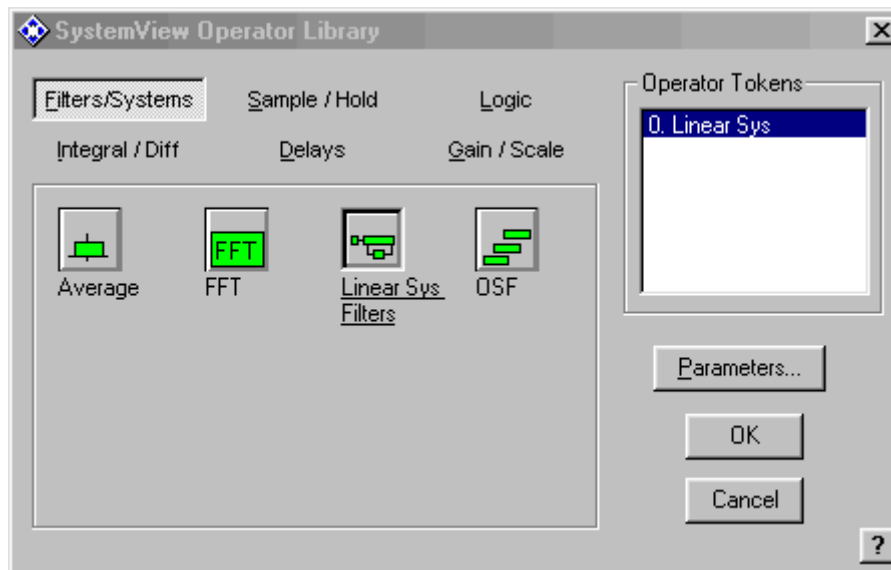 SystemView Operator Library
Filters/Systems
Sample / Hold
Logic
Integral / Diff
Delays
Gain / Scale
Operator Tokens
0. Linear Sys
Average
FFT
FFT
Linear Sys
Filters
OSF
Parameters...
OK
Cancel
?